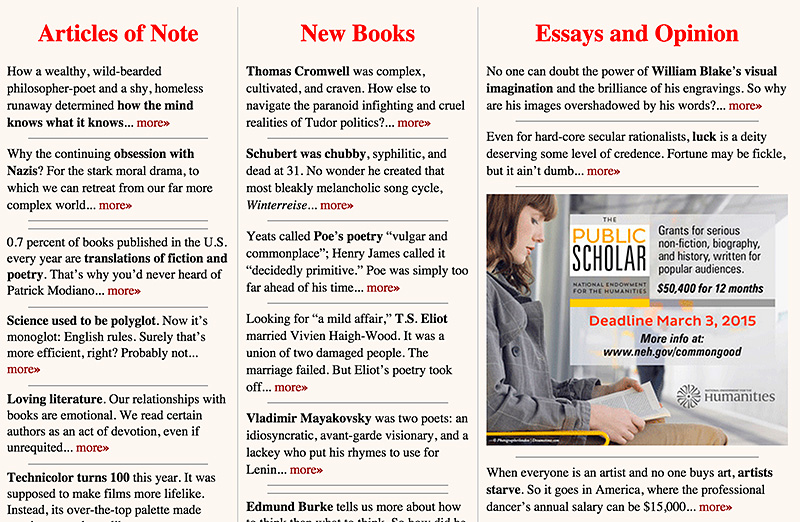 Articles of Note
How a wealthy, wild-bearded
philosopher-poet and a shy, homeless
runaway determined how the mind
knows what it knows... more»
Why the continuing obsession with
Nazis? For the stark moral drama, to
which we can retreat from our far more
complex world... more»
0.7 percent of books published in the U.S.
every year are translations of fiction and
poetry. That's why you'd never heard of
Patrick Modiano... more»
Science used to be polyglot. Now it's
monoglot: English rules. Surely that's
more efficient, right? Probably not...
more»
Loving literature. Our relationships with
books are emotional. We read certain
authors as an act of devotion, even if
unrequited... more»
Technicolor turns 100 this year. It was
supposed to make films more lifelike.
Instead, its over-the-top palette made
New Books
Thomas Cromwell was complex,
cultivated, and craven. How else to
navigate the paranoid infighting and cruel
realities of Tudor politics?... more»
Schubert was chubby, syphilitic, and
dead at 31. No wonder he created that
most bleakly melancholic song cycle,
Winterreise... more»
Yeats called Poe's poetry “vulgar and
commonplace”; Henry James called it
“decidedly primitive.” Poe was simply too
far ahead of his time... more»
Looking for “a mild affair,” T.S. Eliot
married Vivien Haigh-Wood. It was a
union of two damaged people. The
marriage failed. But Eliot's poetry took
off... more»
Vladimir Mayakovsky was two poets: an
idiosyncratic, avant-garde visionary, and a
lackey who put his rhymes to use for
Lenin... more»
Edmund Burke tells us more about how
to think than what to think. So how did he
Essays and Opinion
No one can doubt the power of William Blake's visual
imagination and the brilliance of his engravings. So why
are his images overshadowed by his words?... more»
Even for hard-core secular rationalists, luck is a deity
deserving some level of credence. Fortune may be fickle,
but it ain't dumb... more»
THE
PUBLIC
SCHOLAR
NATIONAL ENDOWMENT
FOR THE HUMANITIES
Grants for serious
non-fiction, biography,
and history, written for
popular audiences.
$50,400 for 12 months
Deadline March 3, 2015
More info at:
www.neh.gov/commongood
NATIONAL ENDOWMENT FOR THE
Humanities
© Photographerlondon | Dreamstime.com
When everyone is an artist and no one buys art, artists
starve. So it goes in America, where the professional
dancer's annual salary can be $15,000... more»